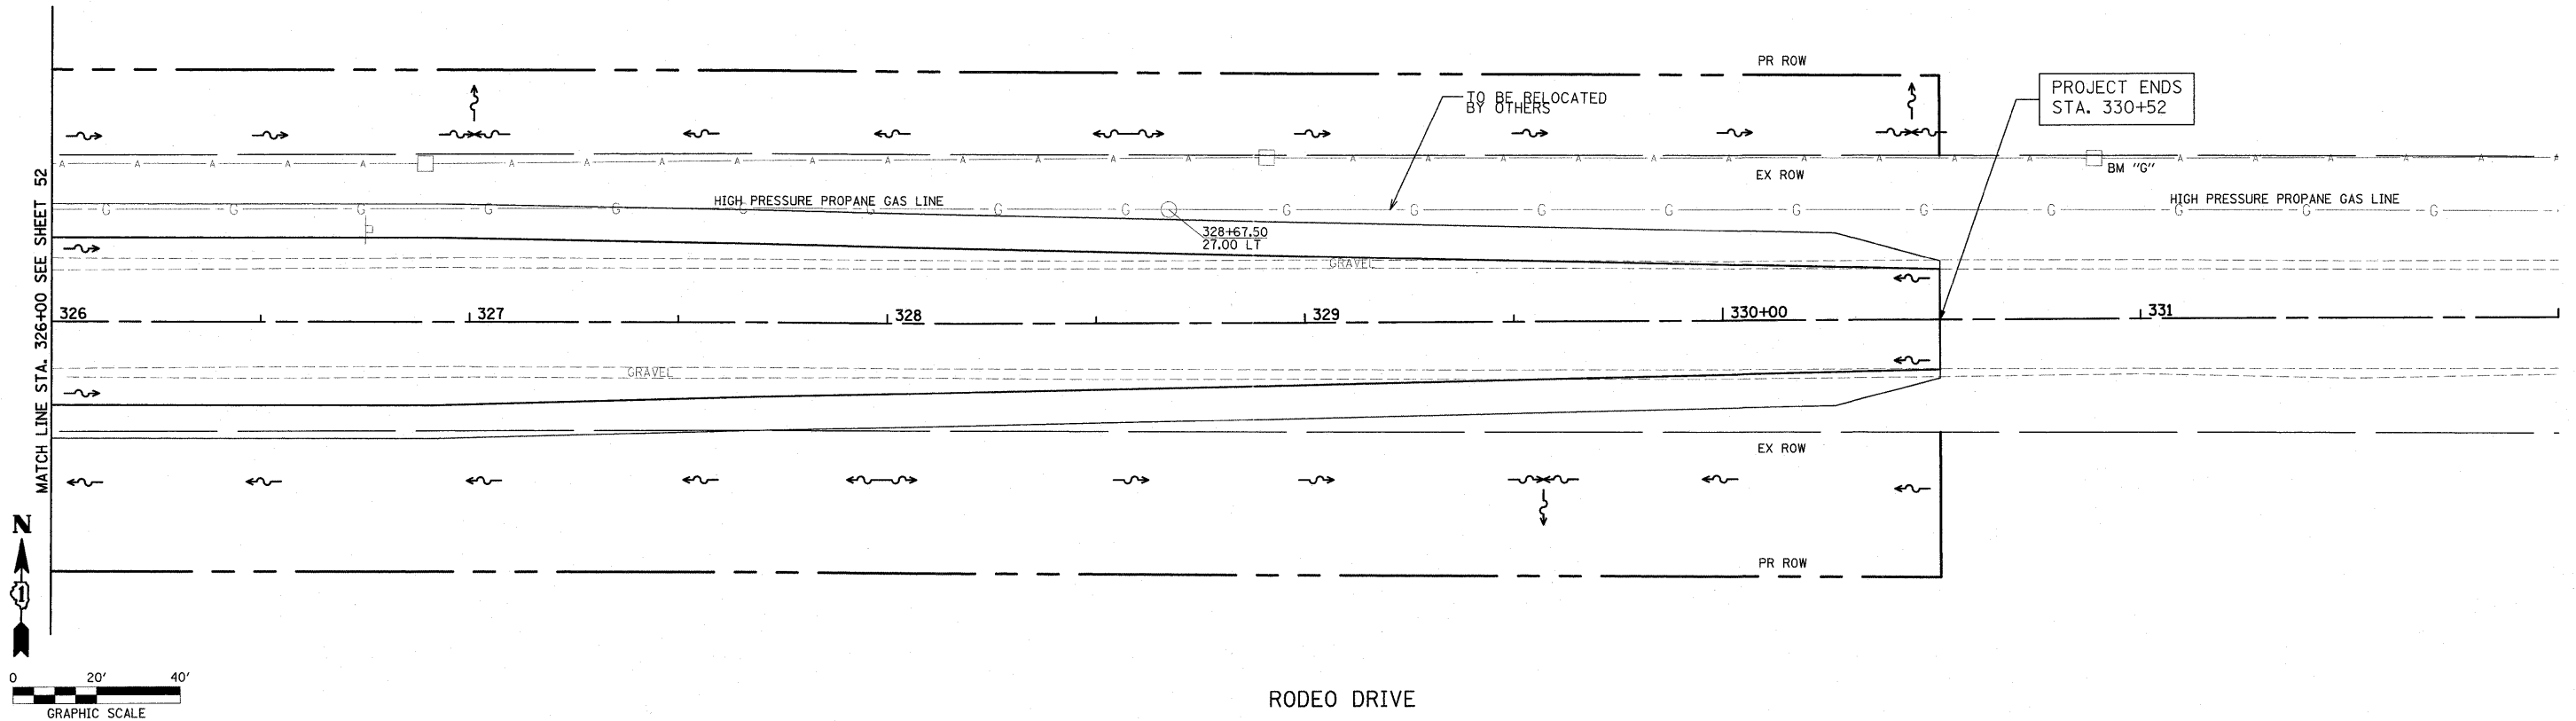 PR ROW
PROJECT ENDS
STA. 330+52
TO BE RELOCATED
BY OTHERS
A A A A A A A A A A A A A A A A A A A A A A A A A A A A A A A A
BM "G"
EX ROW
HIGH PRESSURE PROPANE GAS LINE
HIGH PRESSURE PROPANE GAS LINE
G G G G G G G G G G G G G G G G G G G
328+67.50
27.00 LT
GRAVEL
326 327 328 329 330+00 331
GRAVEL
EX ROW
PR ROW
MATCH LINE STA. 326+00 SEE SHEET 52
N
1
0 20' 40'
GRAPHIC SCALE
RODEO DRIVE